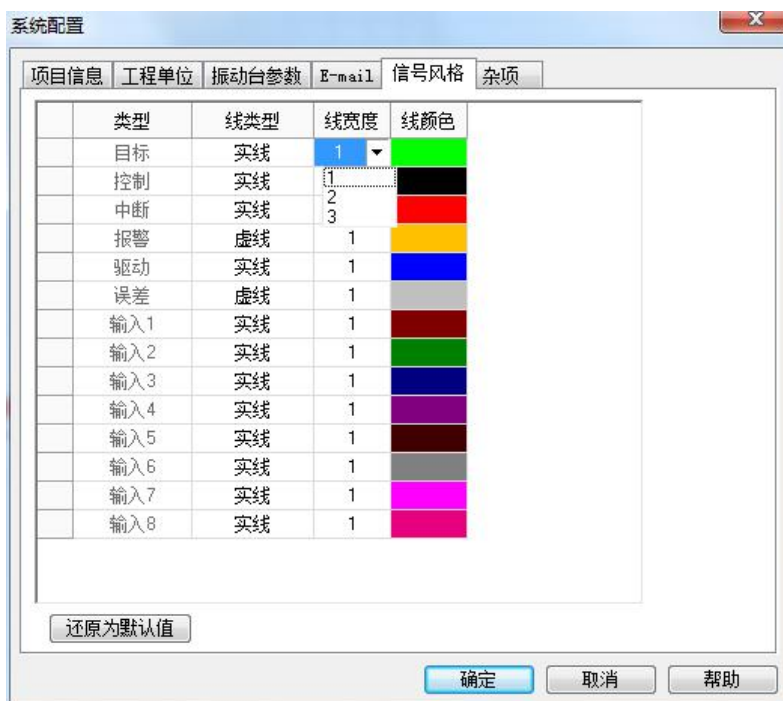 系统配置
项目信息 工程单位 振动台参数 E-mail 信号风格 杂项
类型 线类型 线宽度 线颜色
目标 实线 1
控制 实线 1
中断 实线 2
3
报警 虚线 1
驱动 实线 1
误差 虚线 1
输入1 实线 1
输入2 实线 1
输入3 实线 1
输入4 实线 1
输入5 实线 1
输入6 实线 1
输入7 实线 1
输入8 实线 1
还原为默认值
确定 取消 帮助